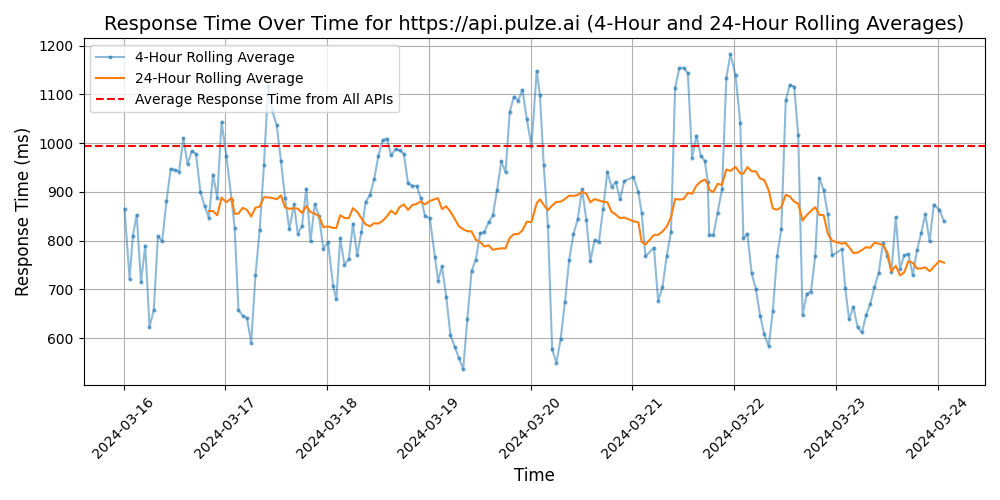 Response Time Over Time for https://api.pulze.ai (4-Hour and 24-Hour Rolling Averages)
4-Hour Rolling Average
24-Hour Rolling Average
Average Response Time from All APIs
Response Time (ms)
1200
1100
1000
900
800
700
600
2024-03-16
2024-03-17
2024-03-18
2024-03-19
2024-03-20
2024-03-21
2024-03-22
2024-03-23
2024-03-24
Time